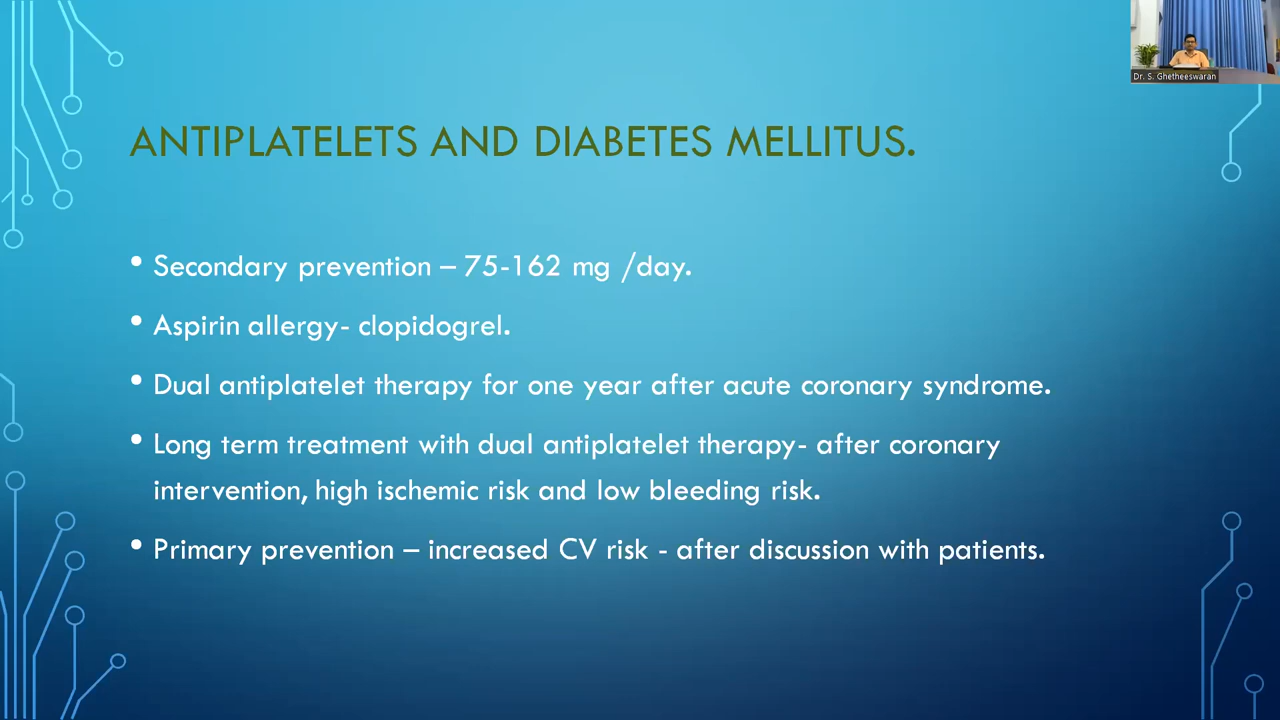 Dr. S. Ghetheeswaran
ANTIPLATELETS AND DIABETES MELLITUS.
• Secondary prevention – 75-162 mg /day.
• Aspirin allergy- clopidogrel.
• Dual antiplatelet therapy for one year after acute coronary syndrome.
• Long term treatment with dual antiplatelet therapy- after coronary
intervention, high ischemic risk and low bleeding risk.
• Primary prevention – increased CV risk - after discussion with patients.